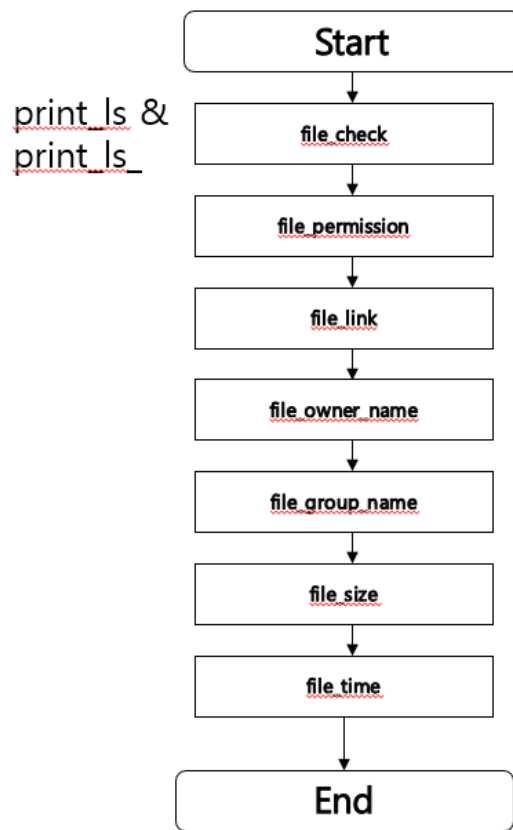 Start
print_ls &
print_ls_
file_check
file_permission
file_link
file_owner_name
file_group_name
file_size
file_time
End